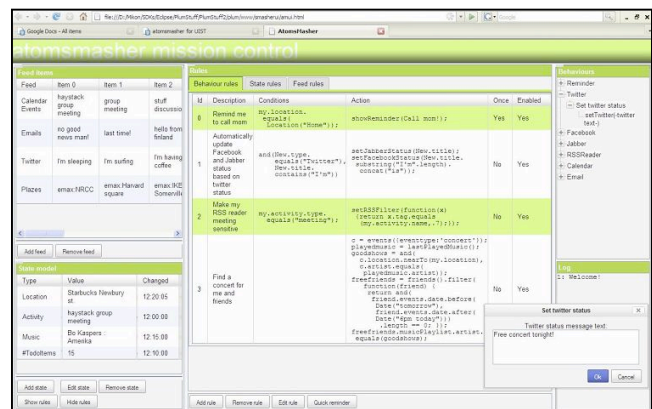 file:///D:/Mikon/SDKs/Eclipse/PlumStuff/PlumStuff2/plum/www/smasherui/amui.html
Google
Google Docs - All items
atomsmasher for UIST
AtomsMasher
atomsmasher mission control
Feed items
Feed Item 0 Item 1 Item 2
Calendar Events haystack group meeting group meeting stuff discussio
Emails no good news man! last time! hello from finland
Twitter I'm sleeping I'm surfing I'm having coffee
Plazes emax:NRCC emax:Harvard square emax:IKE Somerville
Add feed Remove feed
State model
Type Value Changed
Location Starbucks Newbury st. 12:20.05
Activity haystack group meeting 12:00.00
Music Bo Kaspers : Amerika 12:15.00
#TodoItems 15 12:10.00
Add state Edit state Remove state
Show rules Hide rules
Rules
Behaviour rules State rules Feed rules
Id Description Conditions Action Once Enabled
0 Remind me to call mom
my.location.
equals(
Location("Home"));
showReminder(Call mom!);
Yes Yes
1 Automatically update Facebook and Jabber status based on twitter status
and(New.type.
equals("Twitter"),
New.title.
contains("I'm"))
setJabberStatus(New.title);
setFacebookStatus(New.title.
substring("I'm".length).
concat("is"));
No Yes
2 Make my RSS reader meeting sensitive
my.activity.type.
equals("meeting");
setRSSFilter(function(x)
{return x.tag.equals
(my.activity.name,.7);});
No Yes
3 Find a concert for me and friends
c = events({eventtype:'concert'});
playedmusic = lastPlayedMusic();
goodshows = and(
c.location.nearTo(my.location),
c.artist.equals(
playedmusic.artist));
freefriends = friends().filter(
function(friend) {
return and(
friend.events.date.before(
Date("tomorrow"),
friend.events.date.after(
Date("6pm today")))
.length == 0; });
freefriends.musicPlaylist.artist.
equals(goodshows);
No Yes
Add rule Remove rule Edit rule Quick reminder
Behaviours
Reminder
Twitter
Set twitter status
setTwitter(-twitter text-)
Facebook
Jabber
RSSReader
Calendar
Email
Log
1: Welcome!
Set twitter status
Twitter status message text:
Free concert tonight!
Ok Cancel